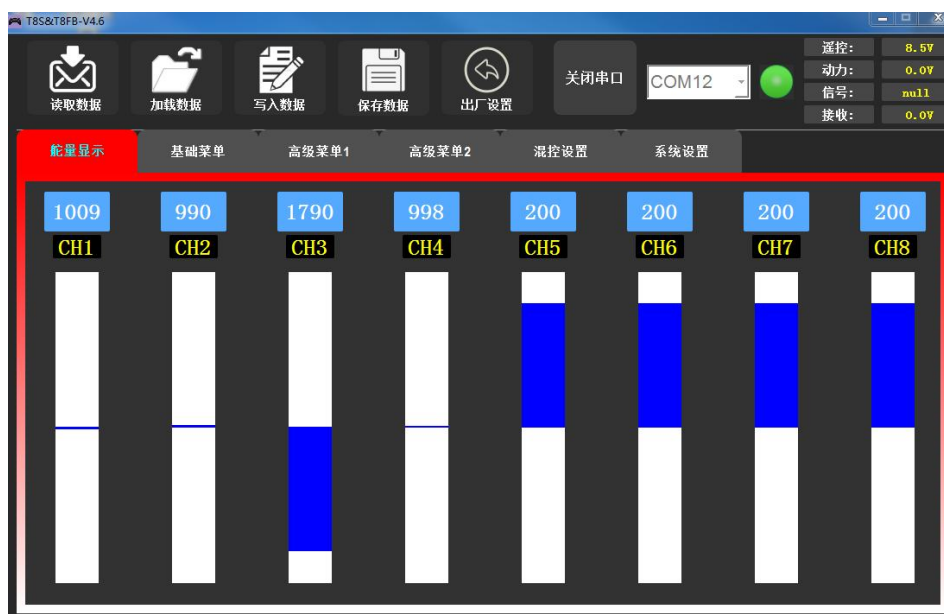 T8S&T8FB-V4.6
读取数据 加载数据 写入数据 保存数据 出厂设置 关闭串口 COM12
遥控: 8.5V
动力: 0.0V
信号: null
接收: 0.0V
舵量显示 基础菜单 高级菜单1 高级菜单2 混控设置 系统设置
1009 990 1790 998 200 200 200 200
CH1 CH2 CH3 CH4 CH5 CH6 CH7 CH8